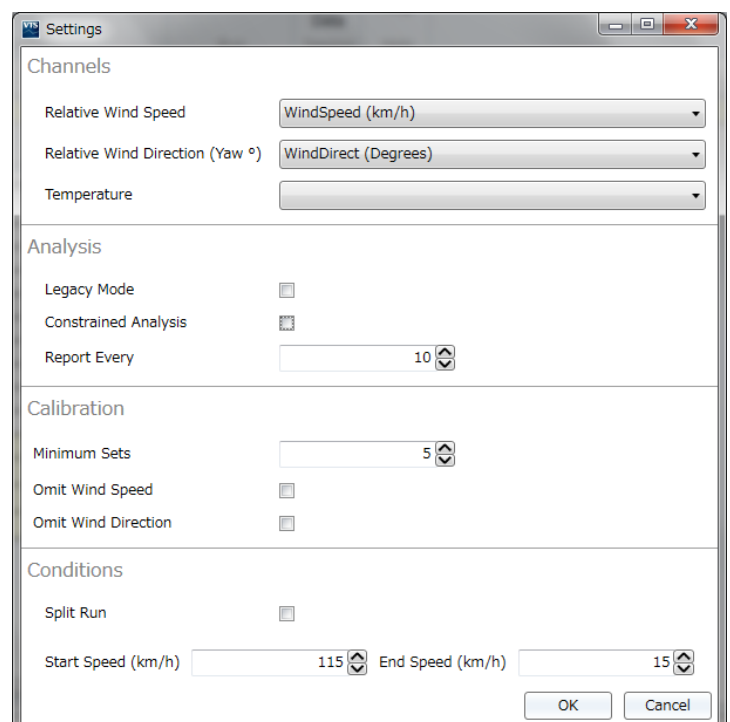 VTS Settings
Channels
Relative Wind Speed WindSpeed (km/h)
Relative Wind Direction (Yaw º) WindDirect (Degrees)
Temperature
Analysis
Legacy Mode
Constrained Analysis
Report Every 10
Calibration
Minimum Sets 5
Omit Wind Speed
Omit Wind Direction
Conditions
Split Run
Start Speed (km/h) 115 End Speed (km/h) 15
OK Cancel